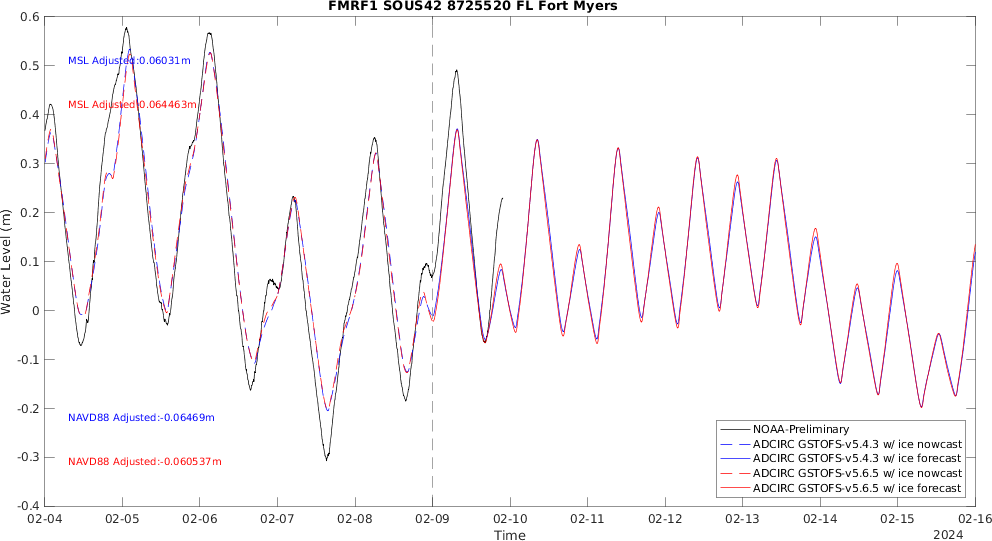 FMRF1 SOUS42 8725520 FL Fort Myers
0.6
0.5
0.4
0.3
0.2
0.1
0
-0.1
-0.2
-0.3
-0.4
Water Level (m)
MSL Adjusted:0.06031m
MSL Adjusted:0.064463m
NAVD88 Adjusted:-0.06469m
NAVD88 Adjusted:-0.060537m
NOAA-Preliminary
ADCIRC GSTOFS-v5.4.3 w/ ice nowcast
ADCIRC GSTOFS-v5.4.3 w/ ice forecast
ADCIRC GSTOFS-v5.6.5 w/ ice nowcast
ADCIRC GSTOFS-v5.6.5 w/ ice forecast
02-04 02-05 02-06 02-07 02-08 02-09 02-10 02-11 02-12 02-13 02-14 02-15 02-16
Time
2024